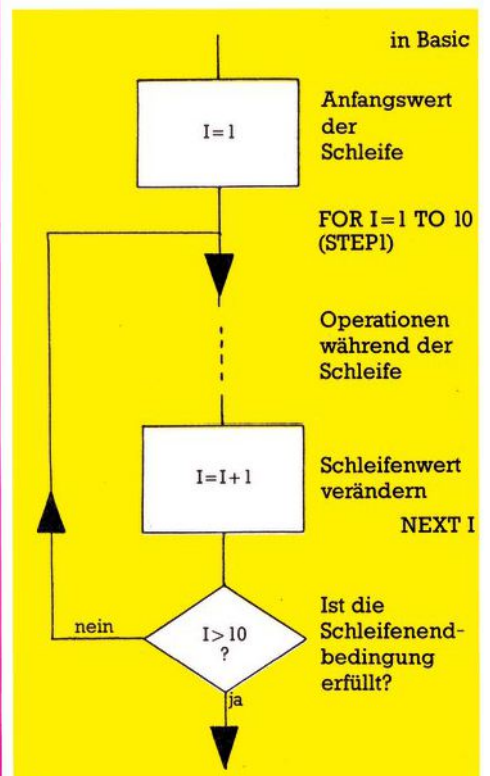 in Basic
I=1
Anfangswert
der
Schleife
FOR I=1 TO 10
(STEP1)
Operationen
während der
Schleife
I=I+1
Schleifenwert
verändern
NEXT I
nein
I>10
?
Ist die
Schleifenend-
bedingung
erfüllt?
ja